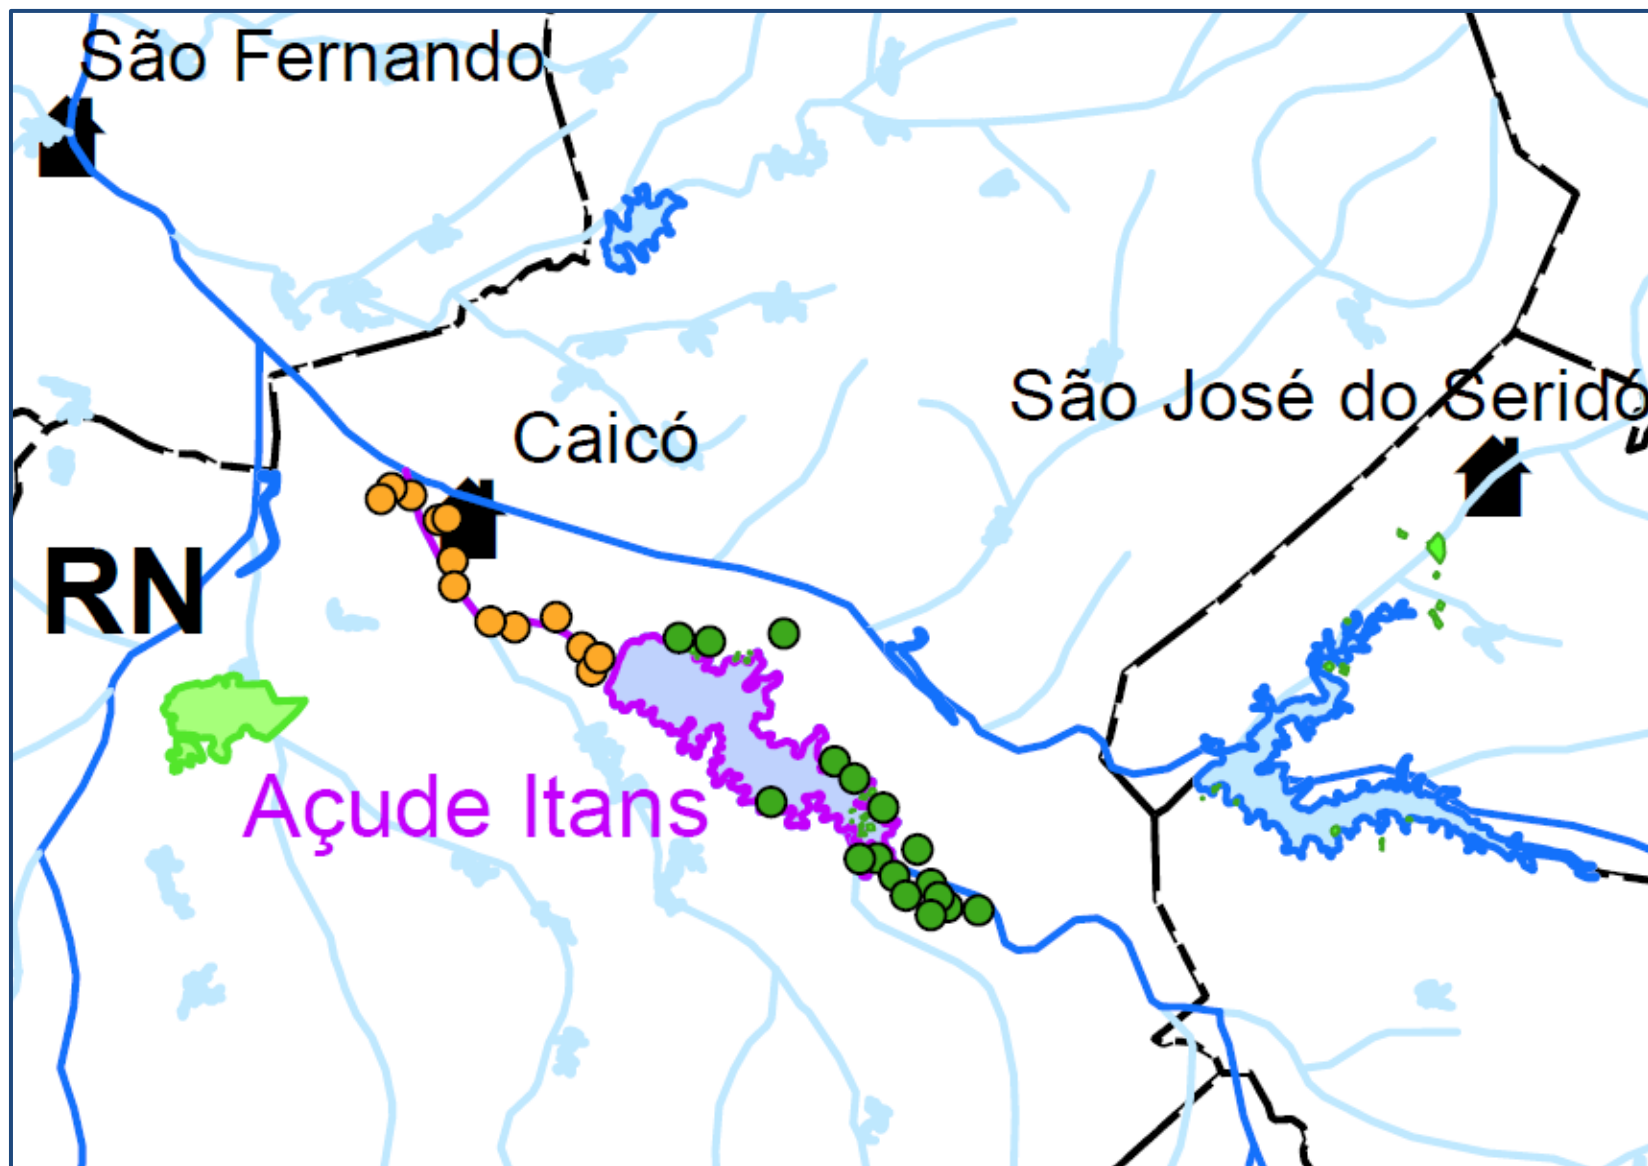 São Fernando
São José do Seridó
Caicó
RN
Açude Itans